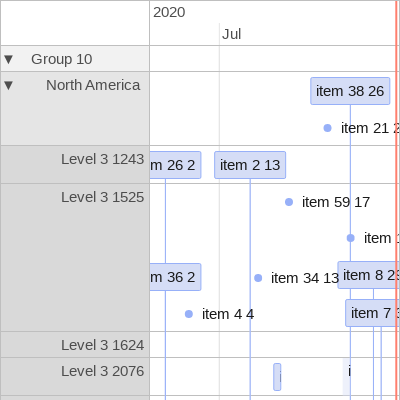 2020
Jul
▼ Group 10
▼ North America
item 38 26
item 21 2
Level 3 1243
m 26 2
item 2 13
Level 3 1525
item 59 17
item
m 36 2
item 34 13
item 8 23
item 4 4
item 7 3
Level 3 1624
Level 3 2076
i
i